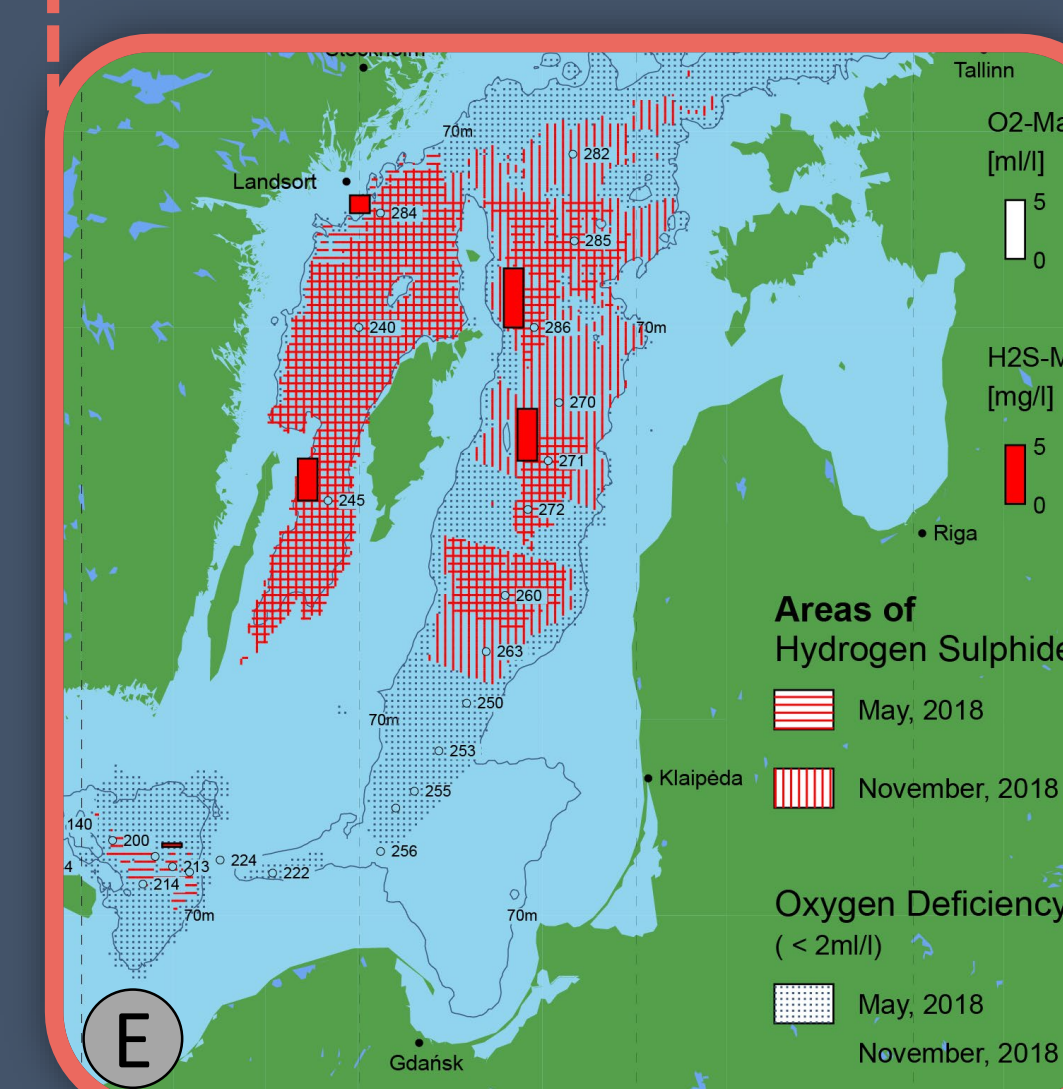 Tallinn
O2-Ma
[ml/l]
5
0
70m
282
Landsort
284
285
240
286
70m
H2S-M
[mg/l]
5
0
270
271
245
272
Riga
260
Areas of
Hydrogen Sulphide
263
May, 2018
250
70m
253
Klaipėda
November, 2018
255
140
200
256
224
4
213
222
214
70m
70m
Oxygen Deficiency
( < 2ml/l)
May, 2018
E
November, 2018
Gdańsk